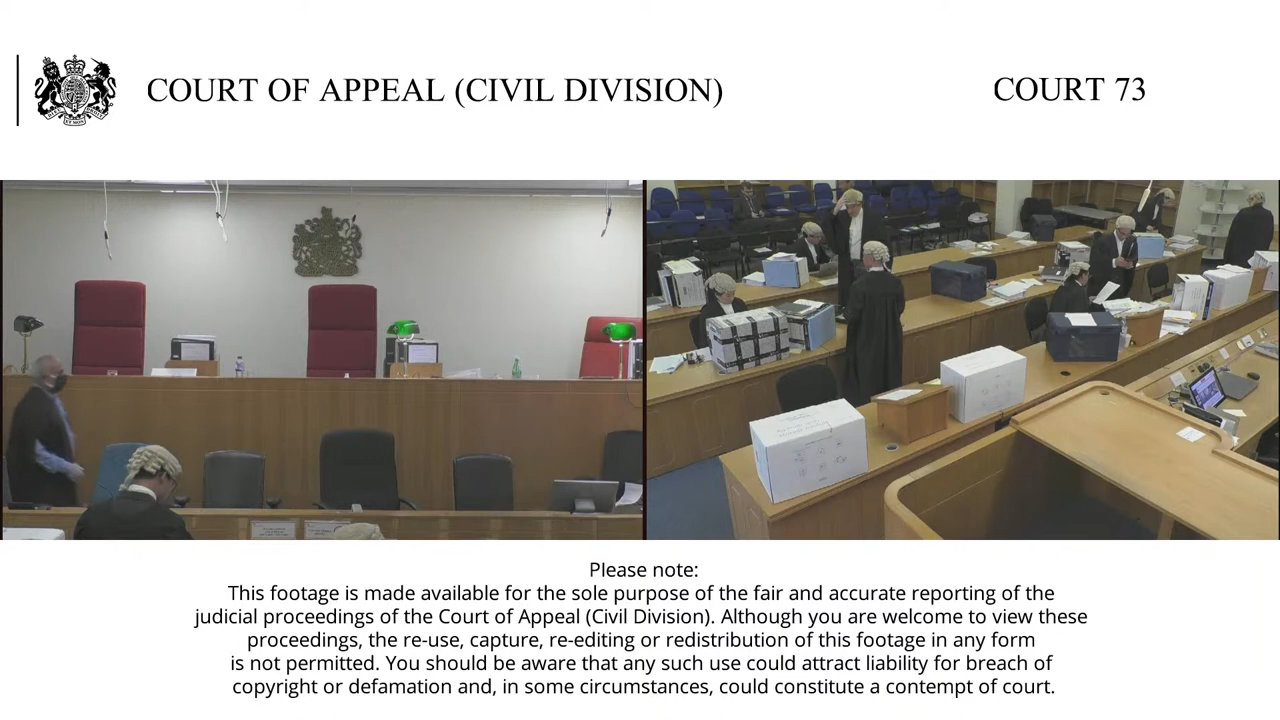 COURT OF APPEAL (CIVIL DIVISION)
COURT 73
Please note:
This footage is made available for the sole purpose of the fair and accurate reporting of the
judicial proceedings of the Court of Appeal (Civil Division). Although you are welcome to view these
proceedings, the re-use, capture, re-editing or redistribution of this footage in any form
is not permitted. You should be aware that any such use could attract liability for breach of
copyright or defamation and, in some circumstances, could constitute a contempt of court.